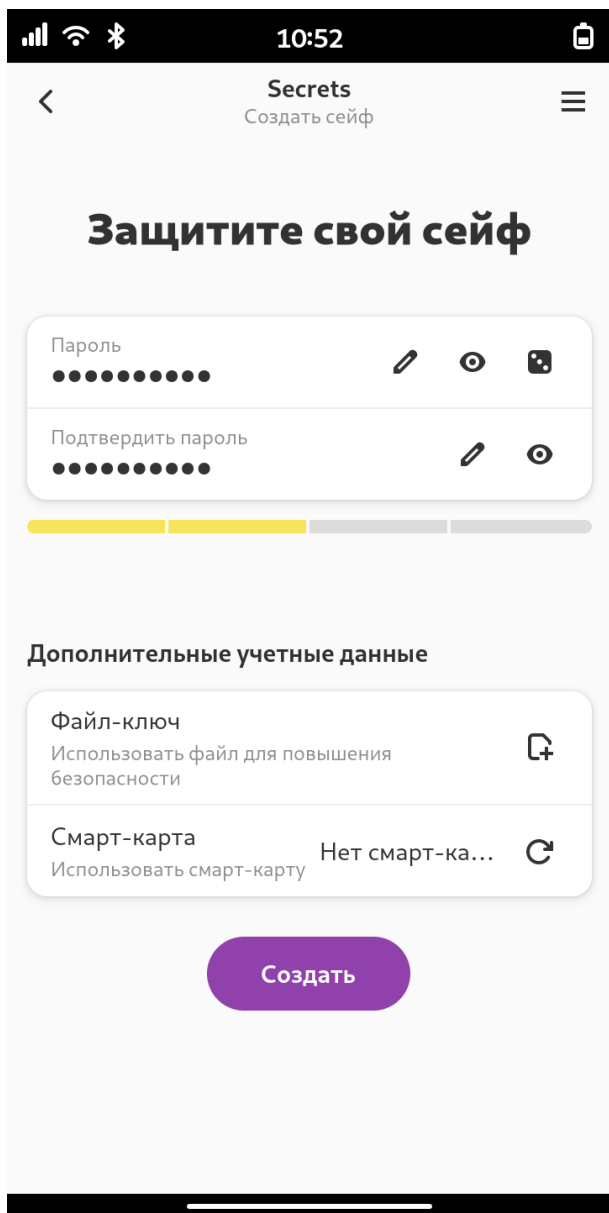 10:52
Secrets
Создать сейф
Защитите свой сейф
Пароль
●●●●●●●●●●
Подтвердить пароль
●●●●●●●●●●
Дополнительные учетные данные
Файл-ключ
Использовать файл для повышения
безопасности
Смарт-карта
Использовать смарт-карту
Нет смарт-ка...
Создать